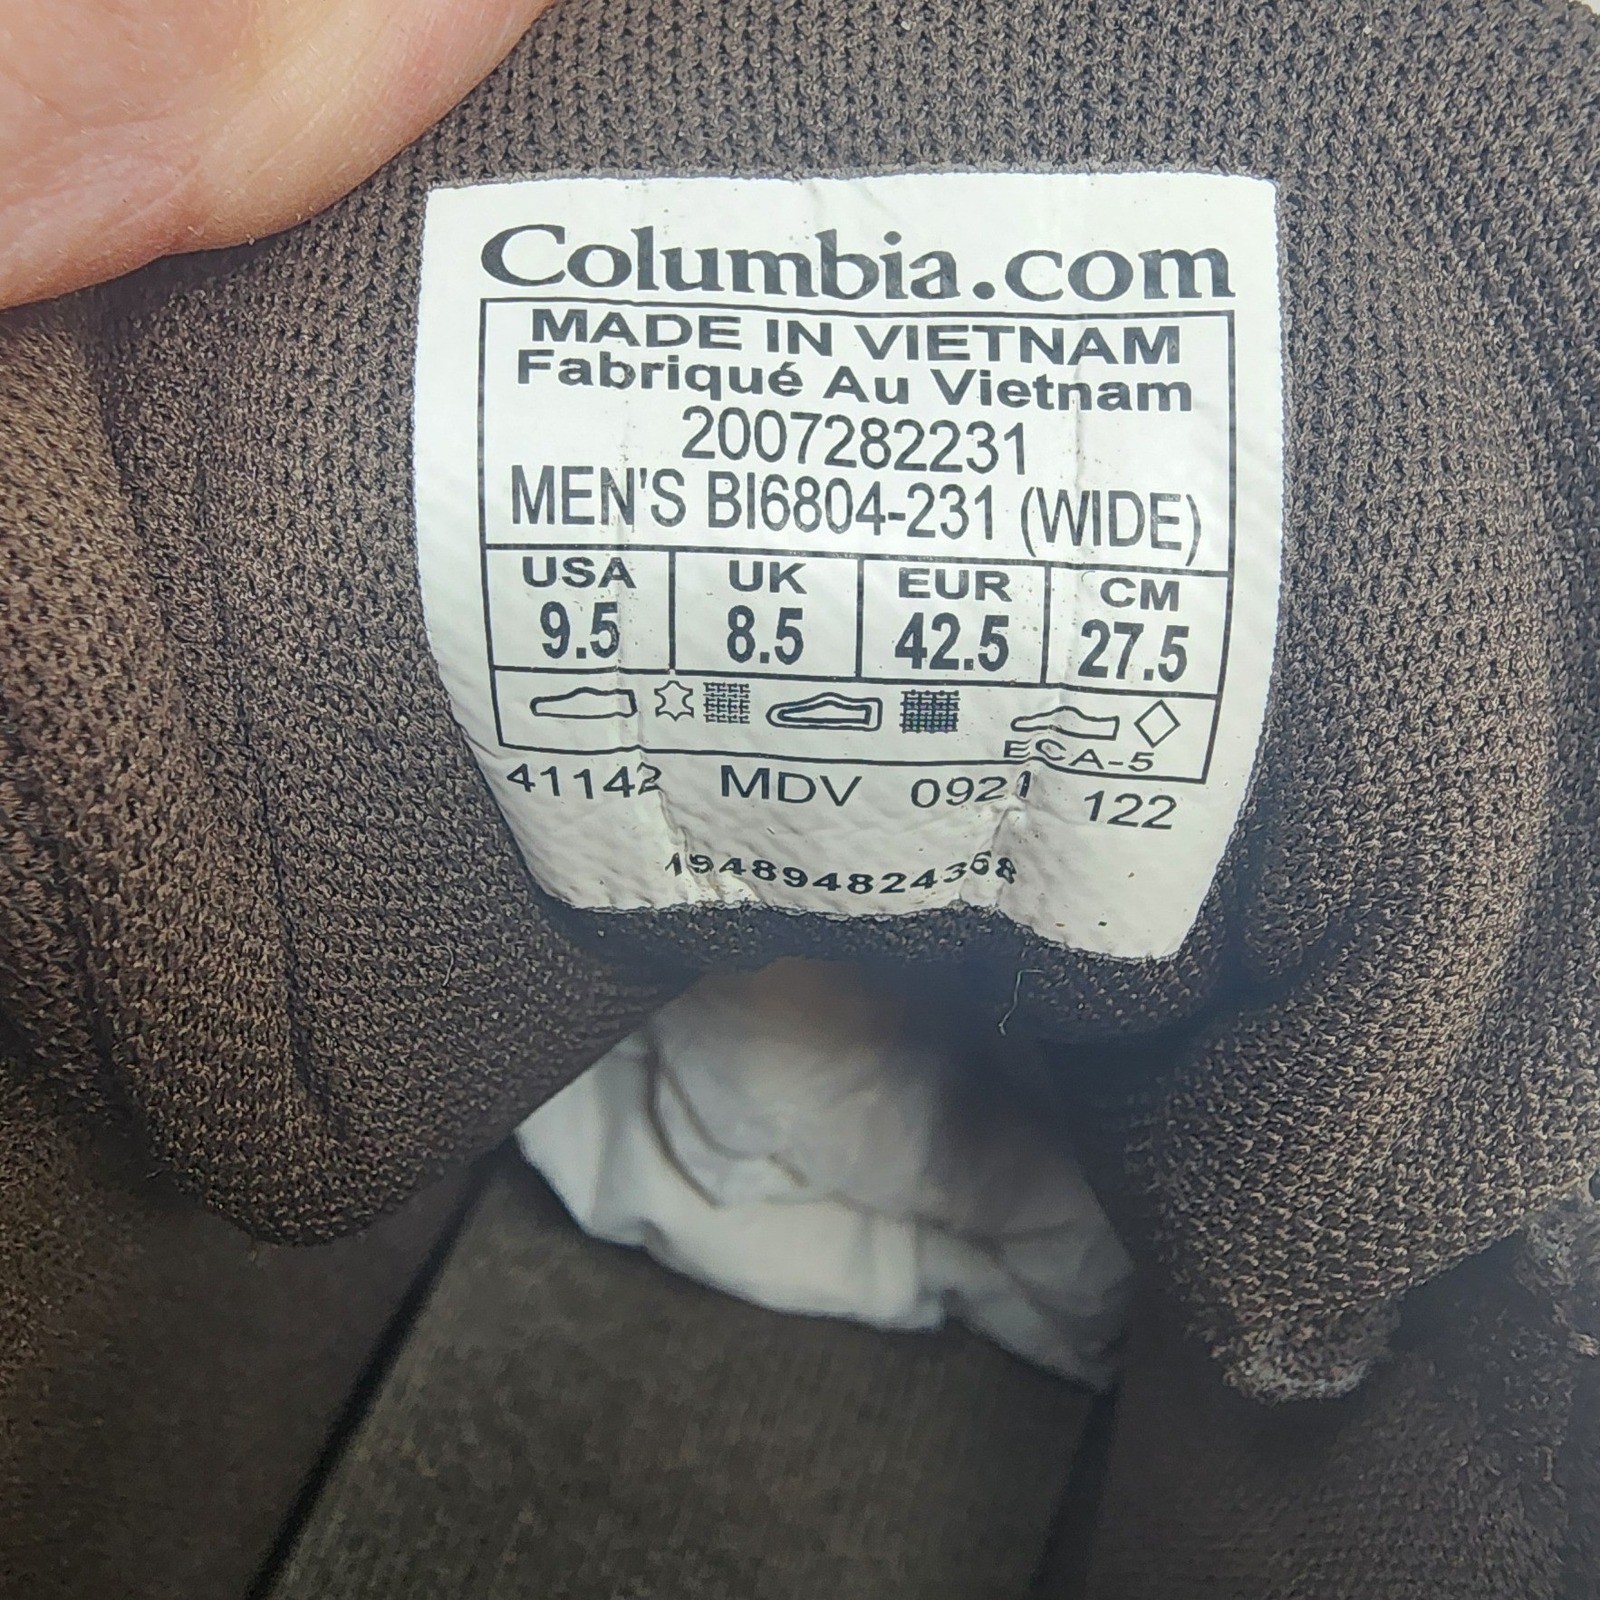 Columbia.com
MADE IN VIETNAM
Fabriqué Au Vietnam
2007282231
MEN'S BI6804-231 (WIDE)
USA UK EUR CM
9.5 8.5 42.5 27.5
ECA-5
41142 MDV 0921 122
194894824368